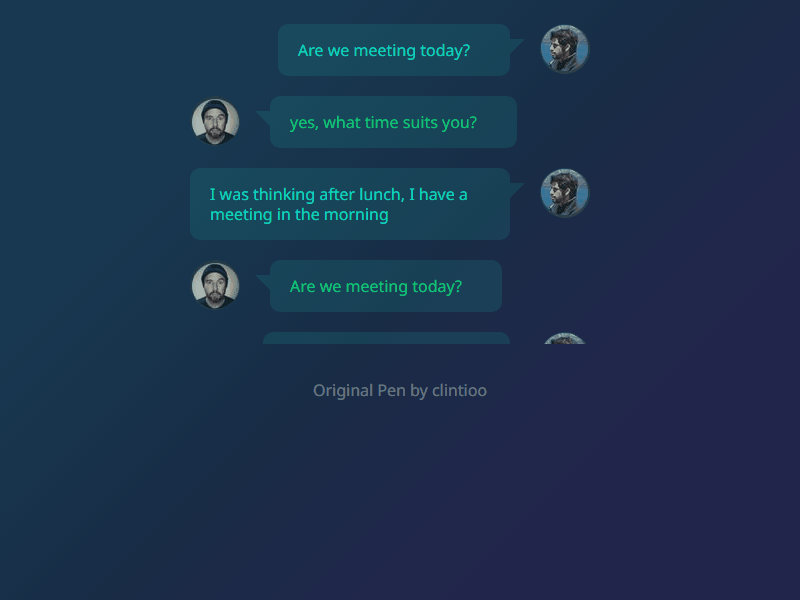 Are we meeting today?
yes, what time suits you?
I was thinking after lunch, I have a
meeting in the morning
Are we meeting today?
Original Pen by clintioo